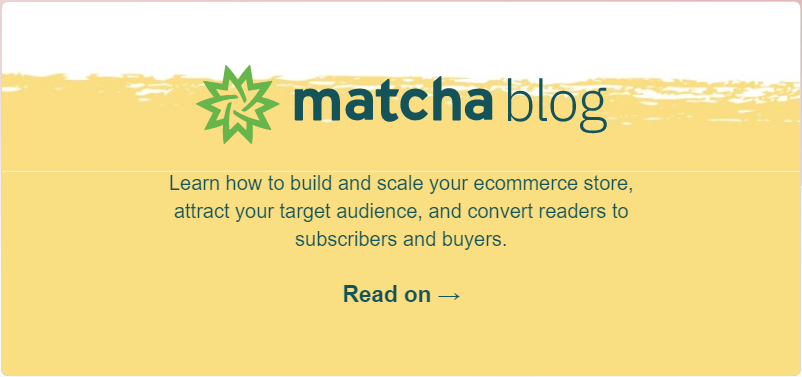 matcha blog
Learn how to build and scale your ecommerce store,
attract your target audience, and convert readers to
subscribers and buyers.
Read on →